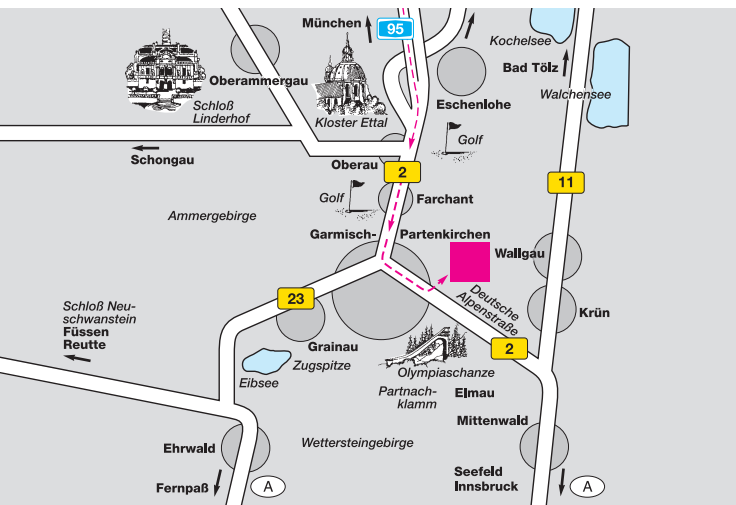 München
95
Kochelsee
Bad Tölz
Oberammergau
Walchensee
Schloß
Linderhof
Kloster Ettal
Eschenlohe
Golf
Schongau
Oberau
2
11
Golf
Farchant
Ammergebirge
Garmisch-
Partenkirchen
Wallgau
23
Deutsche
Alpenstraße
Schloß Neu-
schwanstein
Füssen
Reutte
Krün
Grainau
2
Zugspitze
Eibsee
Olympiaschanze
Partnach-
klamm
Elmau
Mittenwald
Ehrwald
Wettersteingebirge
Seefeld
Innsbruck
Fernpaß
A
A